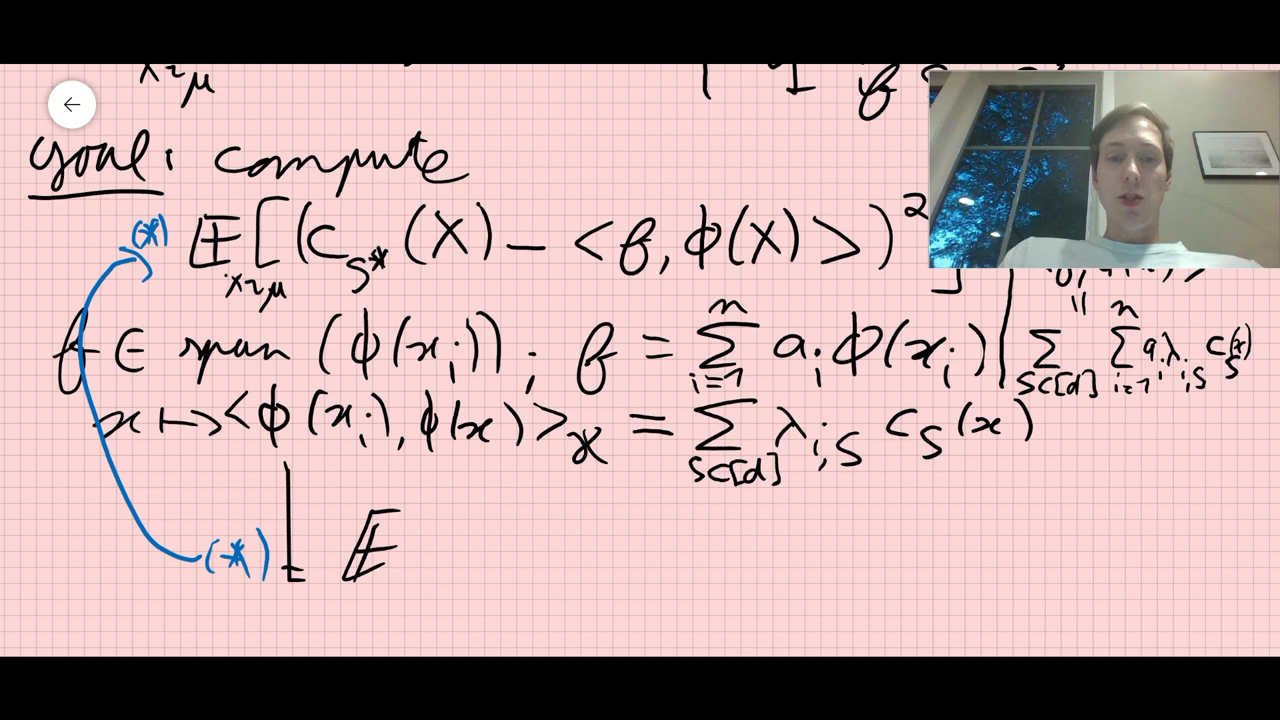 x~μ
goal: compute
(*) E_{x~μ}[(C_{S*}(X) - <f, φ(X)>)²]
f ∈ span (φ(x_i)); f = Σ_{i=1}^{n} a_i φ(x_i) | Σ_{S⊂[d]} Σ_{i=1}^{n} a_i λ_{i,S} C_S(x)
x ↦ <φ(x_i), φ(x)>_H = Σ_{S⊂[d]} λ_{i,S} C_S(x)
(*) E